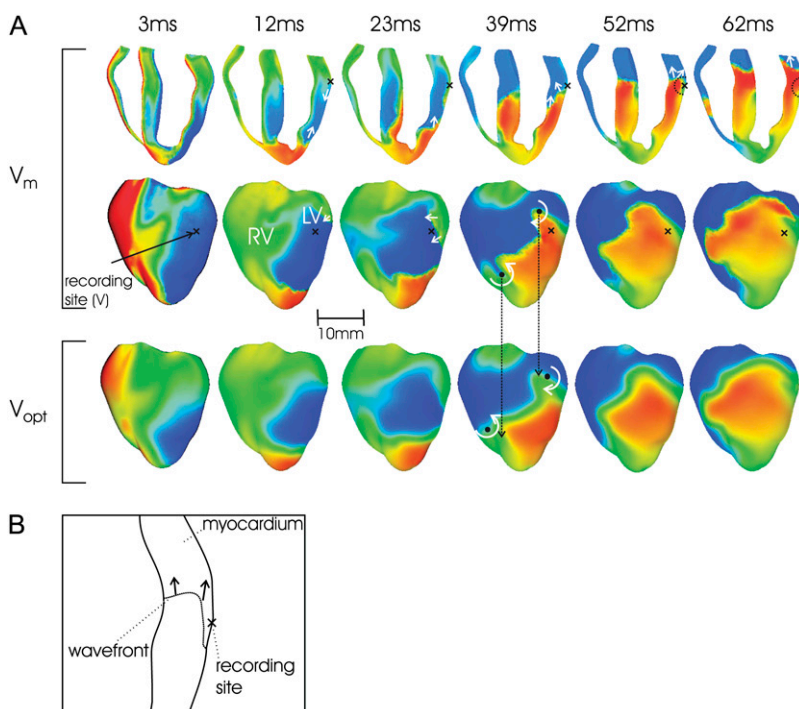 A
3ms 12ms 23ms 39ms 52ms 62ms
Vm
RV
LV
recording
site (V)
10mm
Vopt
B
myocardium
wavefront
recording
site